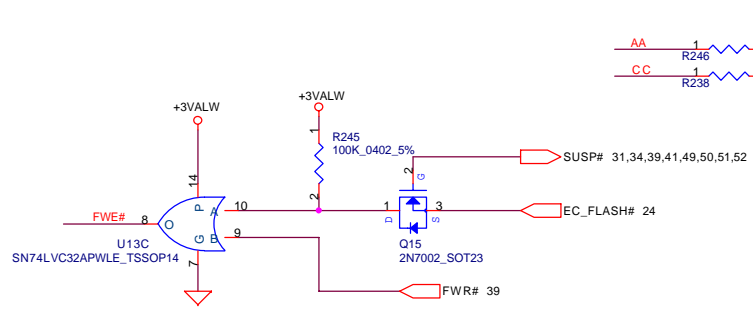 AA
1
R246
CC
1
R238
+3VALW
+3VALW
1
R245
100K_0402_5%
2
14
P
SUSP# 31,34,39,41,49,50,51,52
2
G
FWE#
8
O
A
10
1
D
3
S
EC_FLASH# 24
B
9
G
7
U13C
SN74LVC32APWLE_TSSOP14
Q15
2N7002_SOT23
FWR# 39